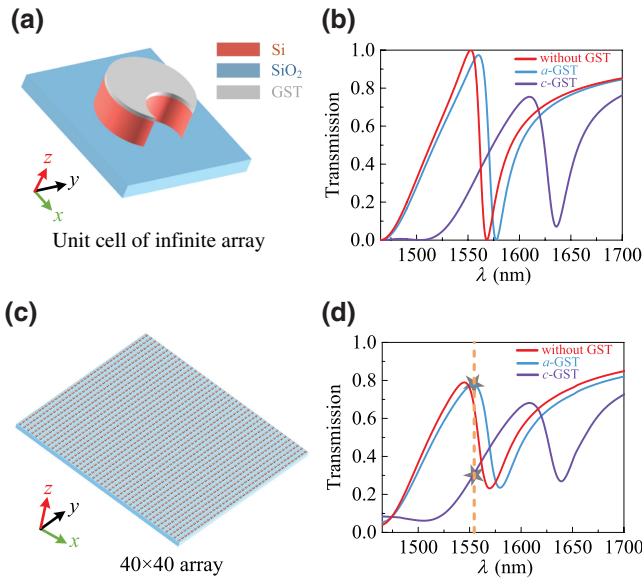 (a)
Si
SiO2
GST
z
y
x
Unit cell of infinite array
(b)
Transmission
1.0
0.8
0.6
0.4
0.2
0.0
without GST
a-GST
c-GST
1500 1550 1600 1650 1700
λ (nm)
(c)
z
y
x
40×40 array
(d)
Transmission
1.0
0.8
0.6
0.4
0.2
0.0
without GST
a-GST
c-GST
1500 1550 1600 1650 1700
λ (nm)